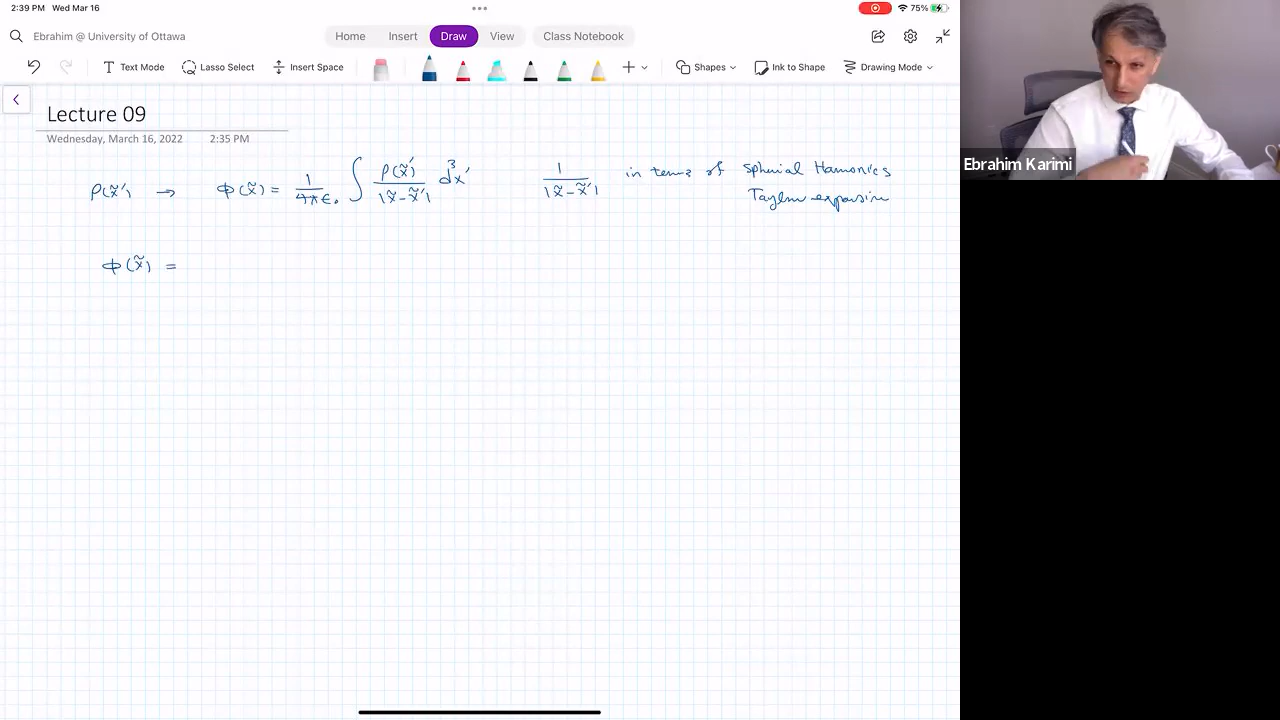 2:39 PM Wed Mar 16
75%
Ebrahim @ University of Ottawa
Home Insert Draw View Class Notebook
Text Mode Lasso Select Insert Space Shapes Ink to Shape Drawing Mode
Lecture 09
Wednesday, March 16, 2022 2:35 PM
ρ(x̃') → Φ(x̃) = 1/4πε₀ ∫ ρ(x̃')/|x̃-x̃'| d³x' 1/|x̃-x̃'| in terms of spherical Harmonics
Taylor expansion
Φ(x̃) =
Ebrahim Karimi